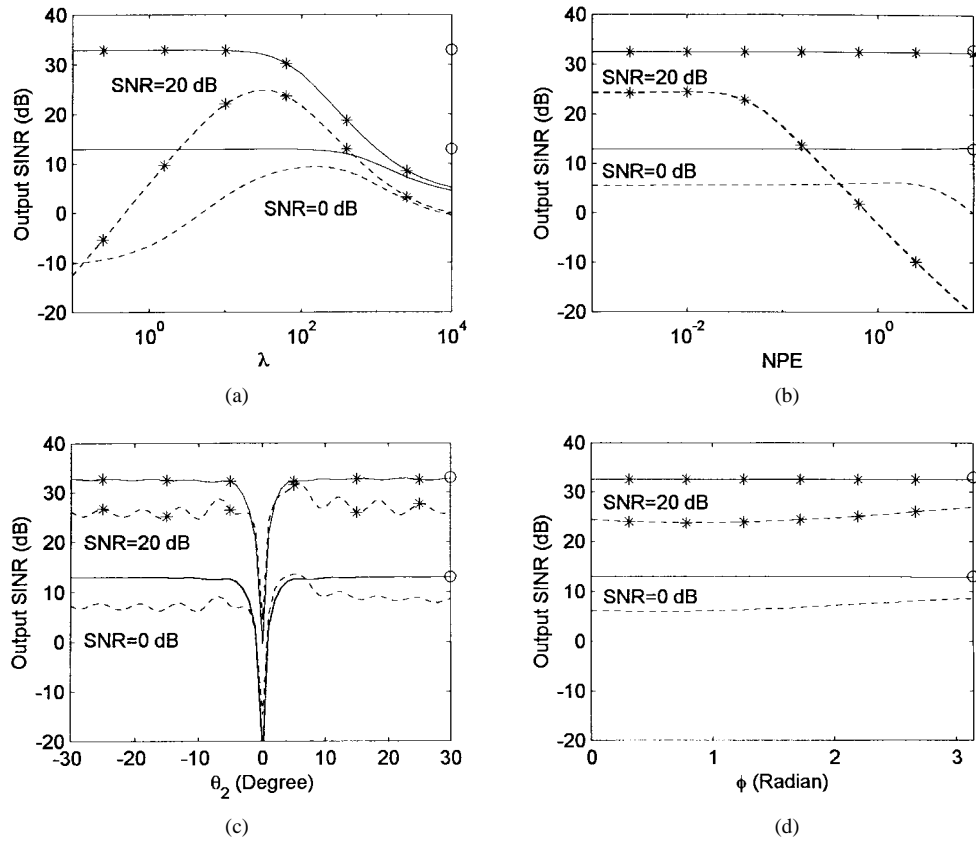 40
30
20
10
0
-10
-20
Output SINR (dB)
SNR=20 dB
SNR=0 dB
10^0
10^2
10^4
λ
(a)
40
30
20
10
0
-10
-20
Output SINR (dB)
SNR=20 dB
SNR=0 dB
10^-2
10^0
NPE
(b)
40
30
20
10
0
-10
-20
Output SINR (dB)
SNR=20 dB
SNR=0 dB
-30
-20
-10
0
10
20
30
θ_2 (Degree)
(c)
40
30
20
10
0
-10
-20
Output SINR (dB)
SNR=20 dB
SNR=0 dB
0
1
2
3
ϕ (Radian)
(d)